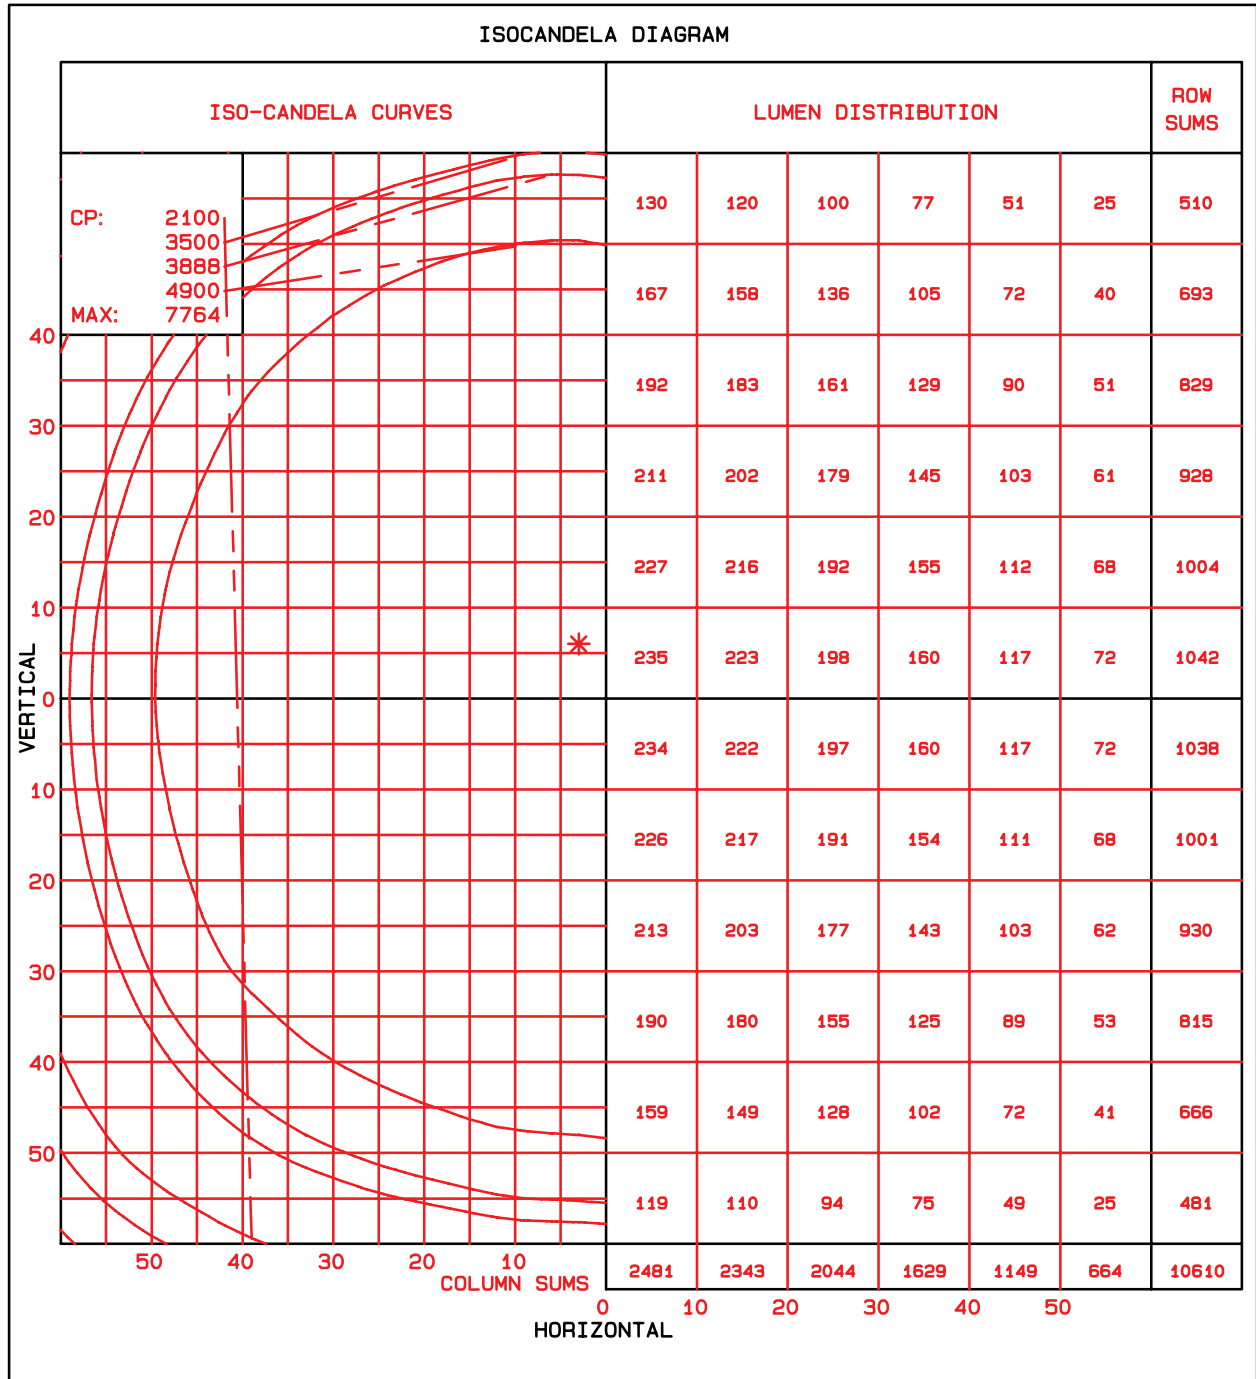 ISOCANDELA DIAGRAM
ISO-CANDELA CURVES LUMEN DISTRIBUTION ROW SUMS
CP: 2100
3500
3888
4900
MAX: 7764
130 120 100 77 51 25 510
167 158 136 105 72 40 693
40
192 183 161 129 90 51 829
30
211 202 179 145 103 61 928
20
227 216 192 155 112 68 1004
10
235 223 198 160 117 72 1042
VERTICAL
0
234 222 197 160 117 72 1038
10
226 217 191 154 111 68 1001
20
213 203 177 143 103 62 930
30
190 180 155 125 89 53 815
40
159 149 128 102 72 41 666
50
119 110 94 75 49 25 481
50 40 30 20 10
COLUMN SUMS 2481 2343 2044 1629 1149 664 10610
0 10 20 30 40 50
HORIZONTAL